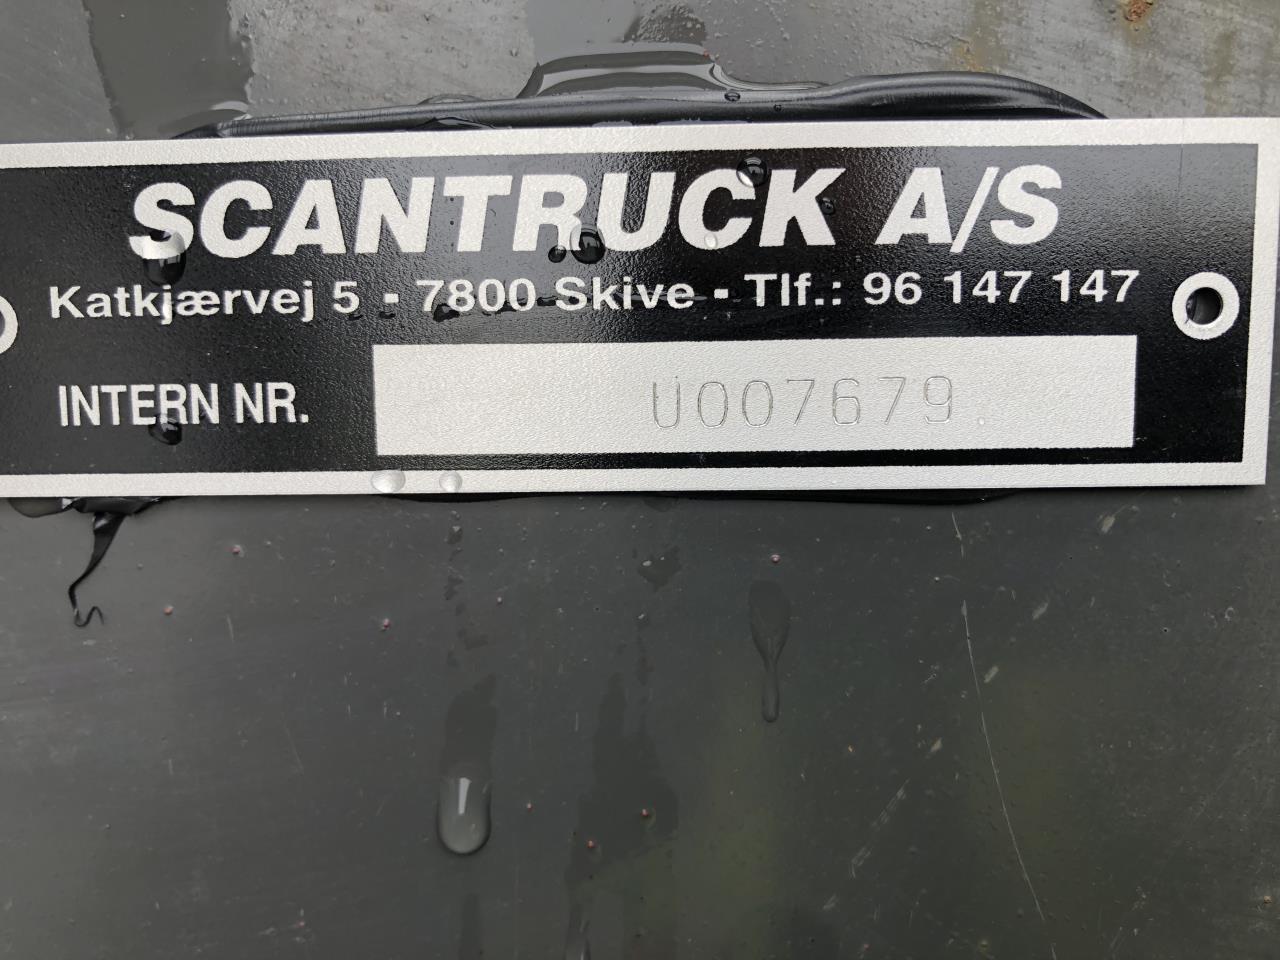 SCANTRUCK A/S
Katkjærvej 5 - 7800 Skive - Tlf.: 96 147 147
INTERN NR. U007679